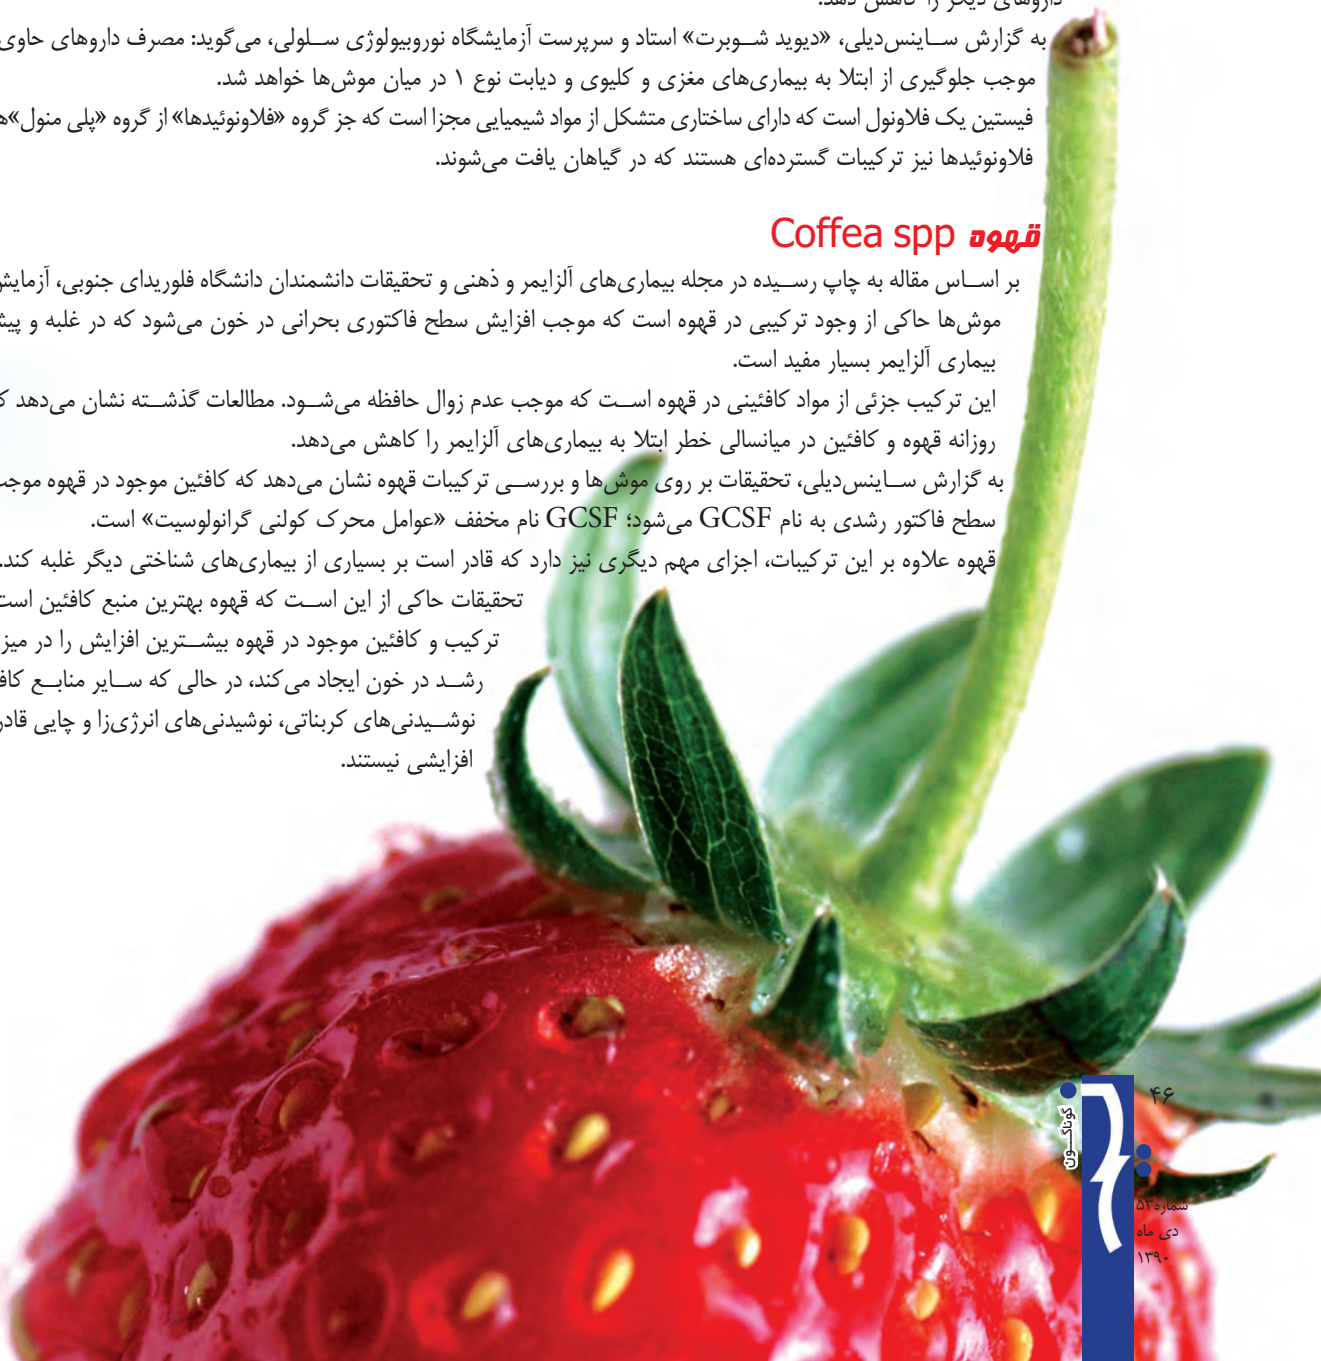 داروهای دیگر را کاهش دهد.
به گزارش ساینس‌دیلی، «دیوید شوبرت» استاد و سرپرست آزمایشگاه نوروبیولوژی سلولی، می‌گوید: مصرف داروهای حاوی
موجب جلوگیری از ابتلا به بیماری‌های مغزی و کلیوی و دیابت نوع ۱ در میان موش‌ها خواهد شد.
فیستین یک فلاونول است که دارای ساختاری متشکل از مواد شیمیایی مجزا است که جز گروه «فلاونوئیدها» از گروه «پلی منول»ها
فلاونوئیدها نیز ترکیبات گسترده‌ای هستند که در گیاهان یافت می‌شوند.
قهوه Coffea spp
بر اساس مقاله به چاپ رسیده در مجله بیماری‌های آلزایمر و ذهنی و تحقیقات دانشمندان دانشگاه فلوریدای جنوبی، آزمایش
موش‌ها حاکی از وجود ترکیبی در قهوه است که موجب افزایش سطح فاکتوری بحرانی در خون می‌شود که در غلبه و
بیماری آلزایمر بسیار مفید است.
این ترکیب جزئی از مواد کافئینی در قهوه است که موجب عدم زوال حافظه می‌شود. مطالعات گذشته نشان می‌دهد
روزانه قهوه و کافئین در میانسالی خطر ابتلا به بیماری‌های آلزایمر را کاهش می‌دهد.
به گزارش ساینس‌دیلی، تحقیقات بر روی موش‌ها و بررسی ترکیبات قهوه نشان می‌دهد که کافئین موجود در قهوه موجب
سطح فاکتور رشدی به نام GCSF می‌شود؛ GCSF نام مخفف «عوامل محرک کولنی گرانولوسیت» است.
قهوه علاوه بر این ترکیبات، اجزای مهم دیگری نیز دارد که قادر است بر بسیاری از بیماری‌های شناختی دیگر غلبه کند.
تحقیقات حاکی از این است که قهوه بهترین منبع کافئین است
ترکیب و کافئین موجود در قهوه بیشترین افزایش را در
رشد در خون ایجاد می‌کند، در حالی که سایر منابع
نوشیدنی‌های کربناتی، نوشیدنی‌های انرژی‌زا و چایی قادر
افزایشی نیستند.
۴۶
گوناگون
شماره۵۳
دی ماه
۱۳۹۰